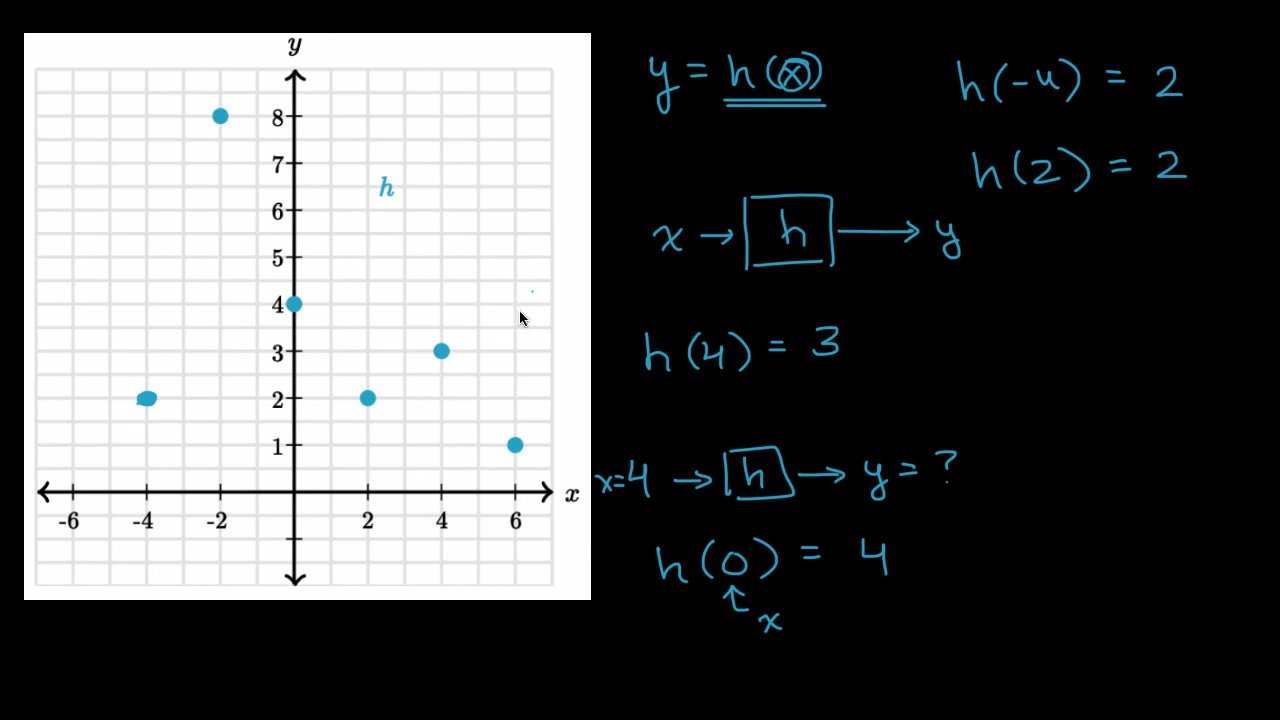 y
8
7
6
5
4
3
2
1
h
-6 -4 -2 2 4 6 x
y = h(x)
x → h → y
h(4) = 3
x=4 → h → y = ?
h(0) = 4
x
h(-4) = 2
h(2) = 2